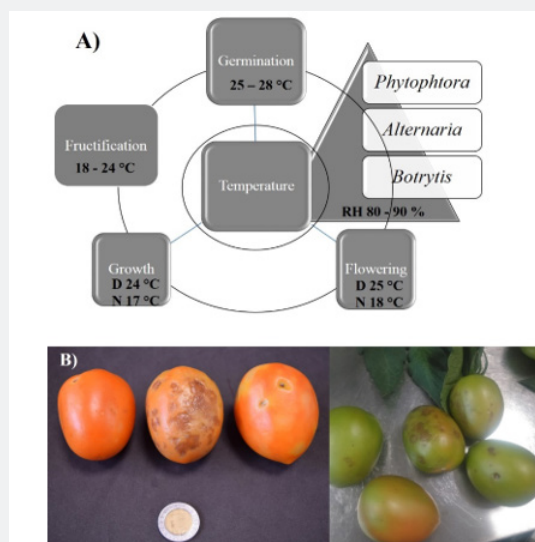 A)
Germination
25 – 28 °C
Phytophtora
Alternaria
Botrytis
RH 80 - 90 %
Fructification
18 - 24 °C
Temperature
Growth
D 24 °C
N 17 °C
Flowering
D 25 °C
N 18 °C
B)